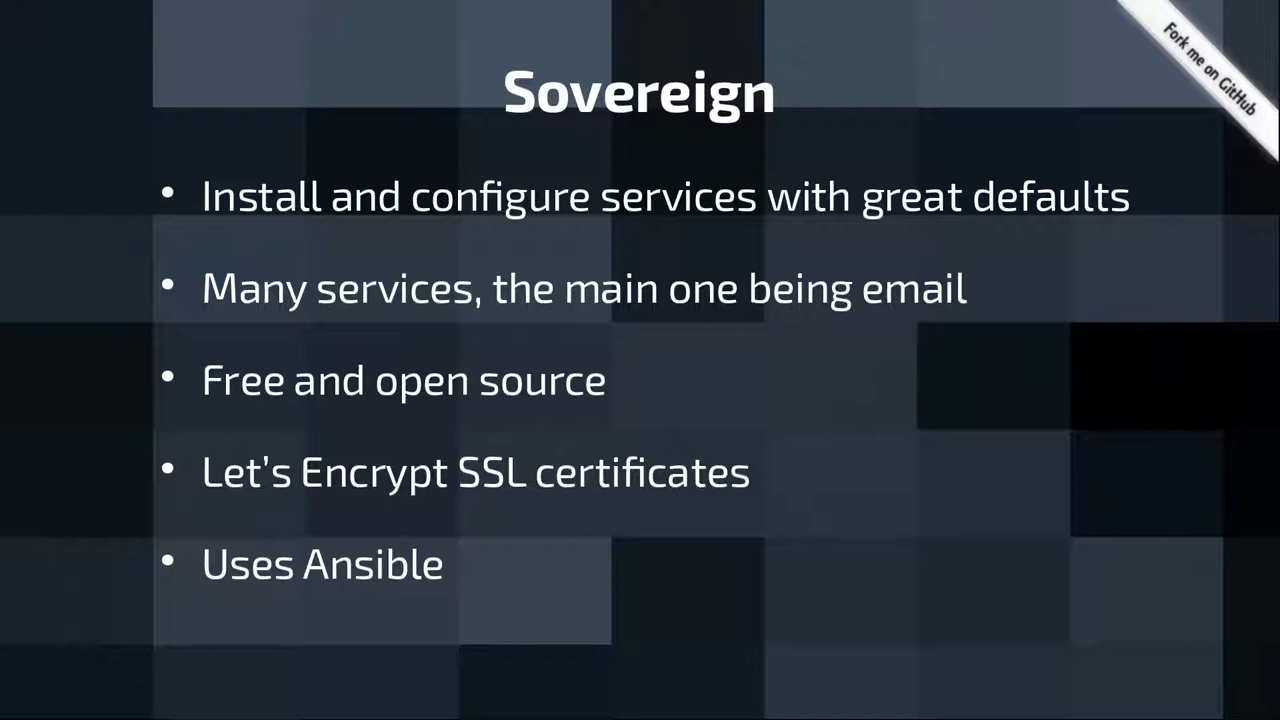 Sovereign
Fork me on GitHub
• Install and configure services with great defaults
• Many services, the main one being email
• Free and open source
• Let’s Encrypt SSL certificates
• Uses Ansible